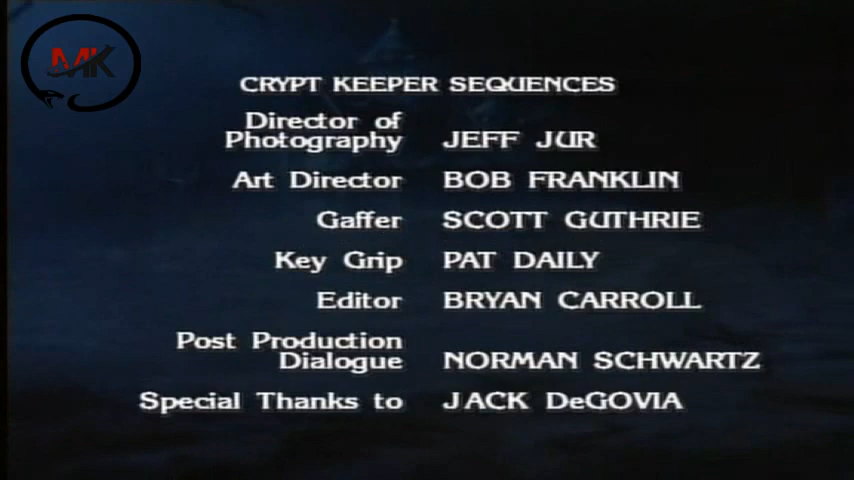 MK
CRYPT KEEPER SEQUENCES
Director of
Photography JEFF JUR
Art Director BOB FRANKLIN
Gaffer SCOTT GUTHRIE
Key Grip PAT DAILY
Editor BRYAN CARROLL
Post Production
Dialogue NORMAN SCHWARTZ
Special Thanks to JACK DeGOVIA